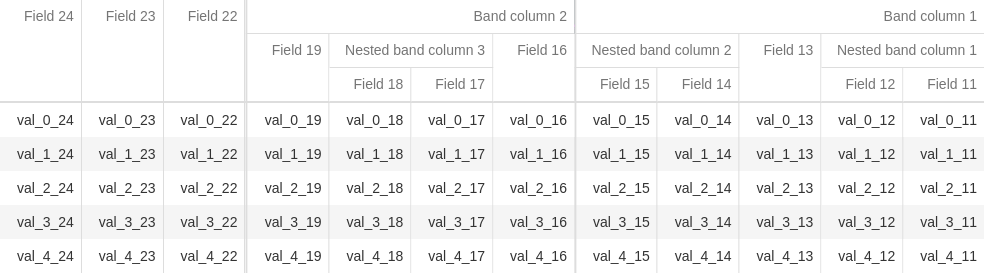 Field 24 Field 23 Field 22 Band column 2 Band column 1
Field 19 Nested band column 3 Field 16 Nested band column 2 Field 13 Nested band column 1
Field 18 Field 17 Field 15 Field 14 Field 12 Field 11
val_0_24 val_0_23 val_0_22 val_0_19 val_0_18 val_0_17 val_0_16 val_0_15 val_0_14 val_0_13 val_0_12 val_0_11
val_1_24 val_1_23 val_1_22 val_1_19 val_1_18 val_1_17 val_1_16 val_1_15 val_1_14 val_1_13 val_1_12 val_1_11
val_2_24 val_2_23 val_2_22 val_2_19 val_2_18 val_2_17 val_2_16 val_2_15 val_2_14 val_2_13 val_2_12 val_2_11
val_3_24 val_3_23 val_3_22 val_3_19 val_3_18 val_3_17 val_3_16 val_3_15 val_3_14 val_3_13 val_3_12 val_3_11
val_4_24 val_4_23 val_4_22 val_4_19 val_4_18 val_4_17 val_4_16 val_4_15 val_4_14 val_4_13 val_4_12 val_4_11